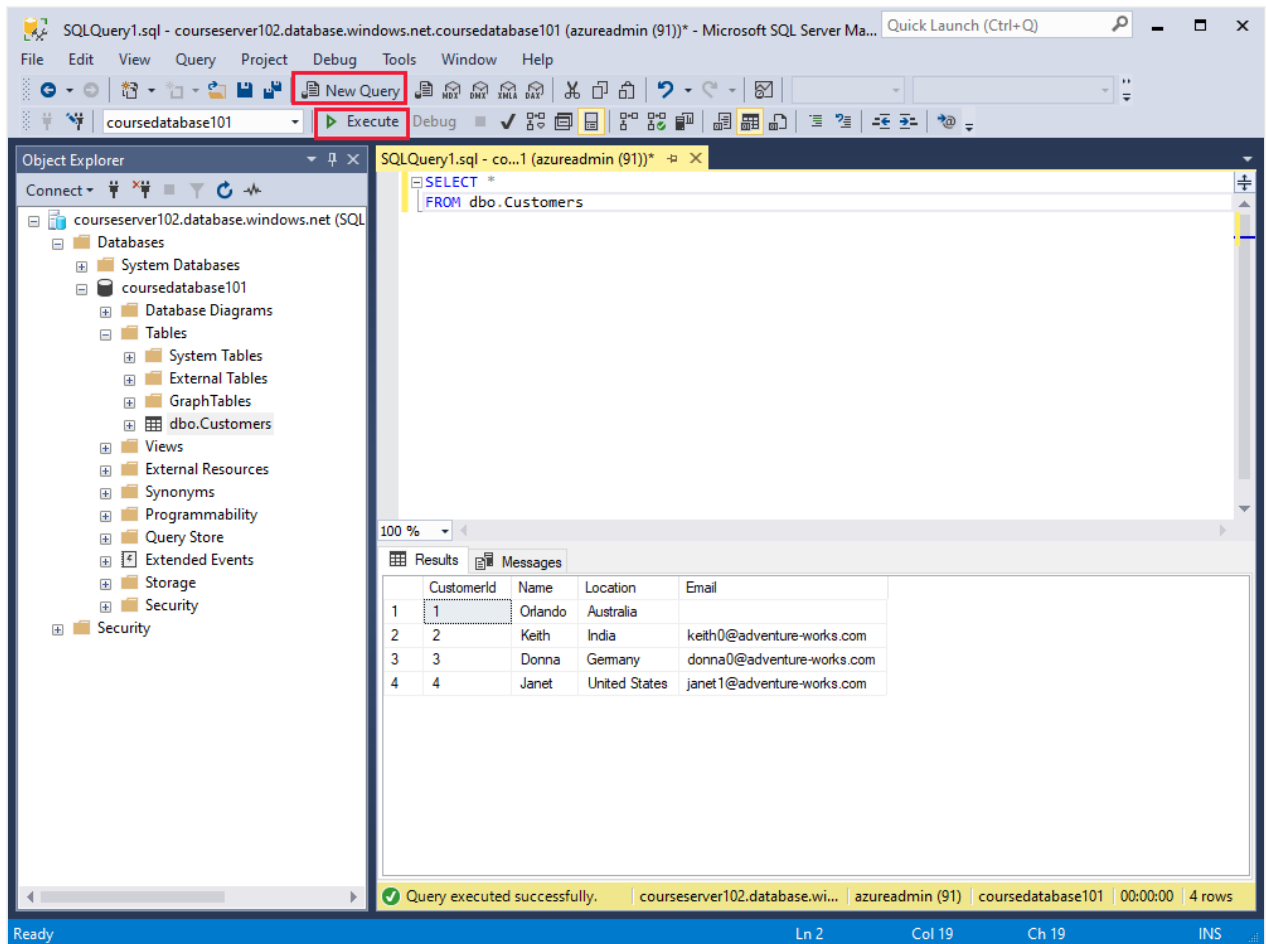 SQLQuery1.sql - courseserver102.database.windows.net.coursedatabase101 (azureadmin (91))* - Microsoft SQL Server Ma...
Quick Launch (Ctrl+Q)
File Edit View Query Project Debug Tools Window Help
New Query MDX DMX XMLA DAX
coursedatabase101 Execute Debug
Object Explorer
Connect
courseserver102.database.windows.net (SQL
Databases
System Databases
coursedatabase101
Database Diagrams
Tables
System Tables
External Tables
GraphTables
dbo.Customers
Views
External Resources
Synonyms
Programmability
Query Store
Extended Events
Storage
Security
Security
SQLQuery1.sql - co...1 (azureadmin (91))*
SELECT *
FROM dbo.Customers
100 %
Results Messages
CustomerId Name Location Email
1 1 Orlando Australia
2 2 Keith India keith0@adventure-works.com
3 3 Donna Germany donna0@adventure-works.com
4 4 Janet United States janet1@adventure-works.com
Query executed successfully. courseserver102.database.wi... azureadmin (91) coursedatabase101 00:00:00 4 rows
Ready Ln 2 Col 19 Ch 19 INS